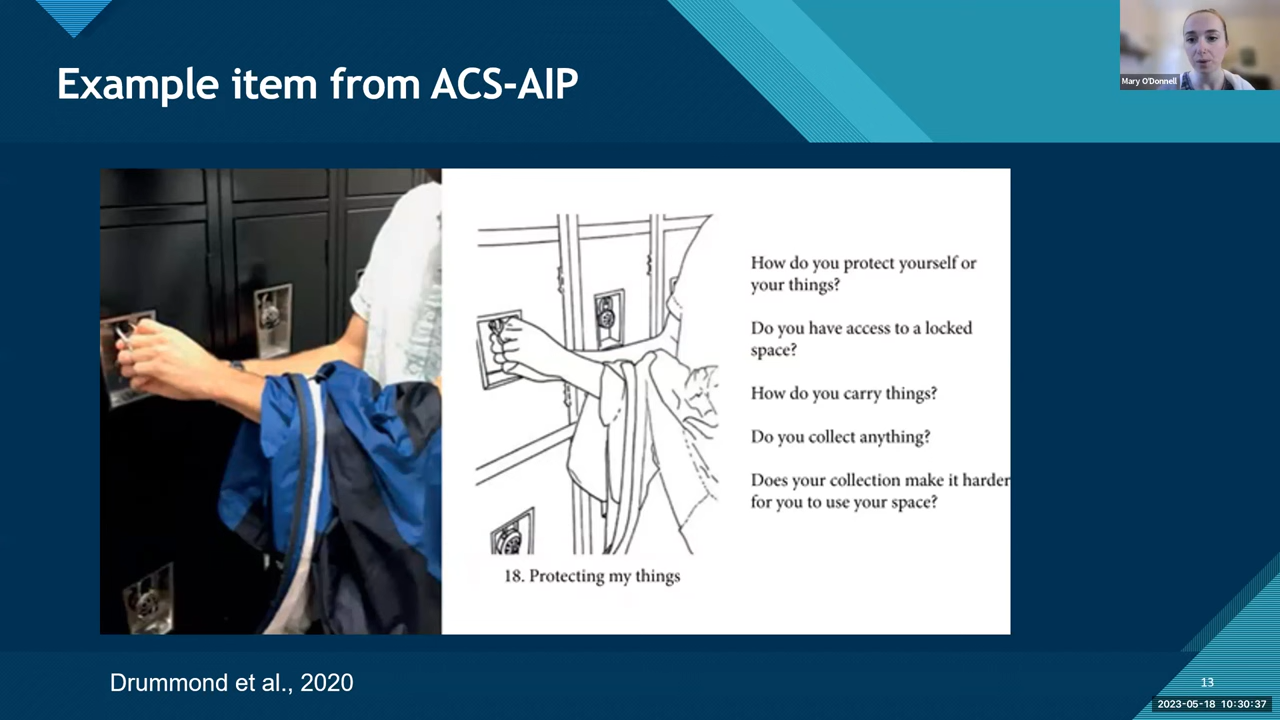 Example item from ACS-AIP
Mary O'Donnell
How do you protect yourself or
your things?
Do you have access to a locked
space?
How do you carry things?
Do you collect anything?
Does your collection make it harder
for you to use your space?
18. Protecting my things
Drummond et al., 2020
13
2023-05-18 10:30:37